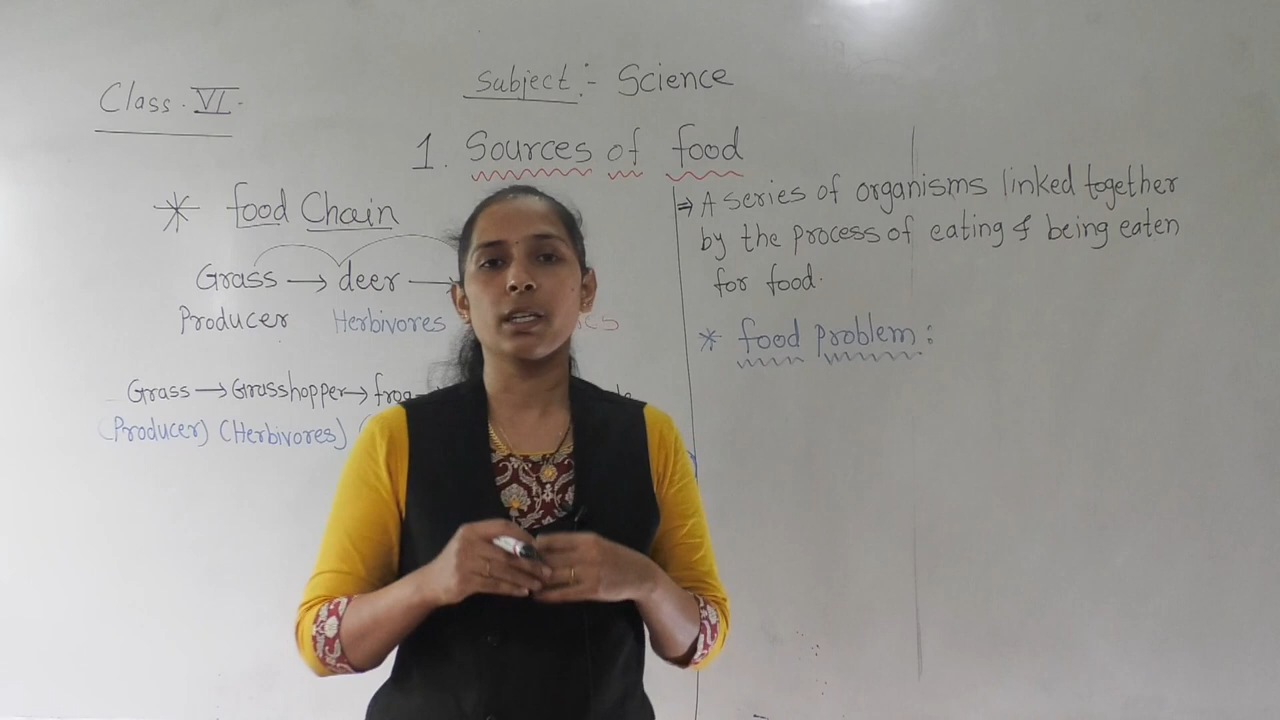 Class. VI.
Subject:- Science
1. Sources of food
* food Chain
Grass → deer →
Producer Herbivores
Grass → Grasshopper → frog
(Producer) (Herbivores) (
⇒ A series of organisms linked together
by the process of eating & being eaten
for food.
* food problem :